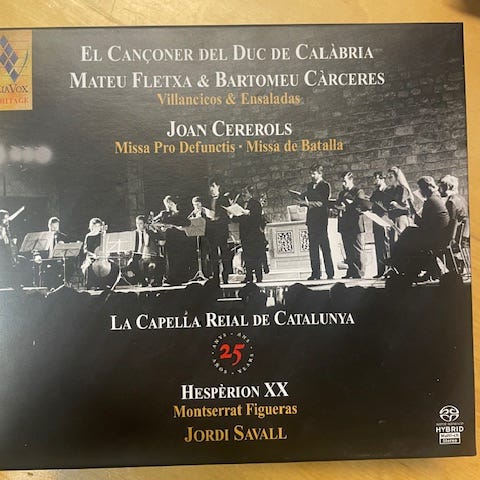 EL CANÇONER DEL DUC DE CALÀBRIA
MATEU FLETXA & BARTOMEU CÀRCERES
Villancicos & Ensaladas
JOAN CEREROLS
Missa Pro Defunctis · Missa de Batalla
LA CAPELLA REIAL DE CATALUNYA
25
HESPÈRION XX
Montserrat Figueras
JORDI SAVALL
HYBRID